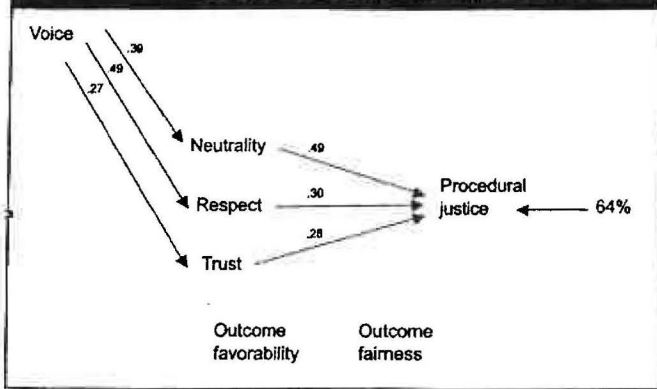 Voice
.39
.49
.27
Neutrality
.49
Respect
.30
Procedural
justice
64%
Trust
.28
Outcome
favorability
Outcome
fairness